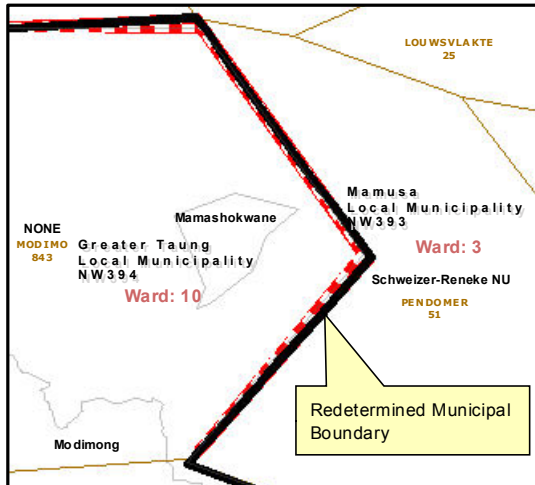 LOUWSVLAKTE
25
Mamusa
Local Municipality
NW393
Ward: 3
Mamashokwane
NONE
MODIMO
843
Greater Taung
Local Municipality
NW394
Ward: 10
Schweizer-Reneke NU
PENDOMER
51
Redetermined Municipal
Boundary
Modimong